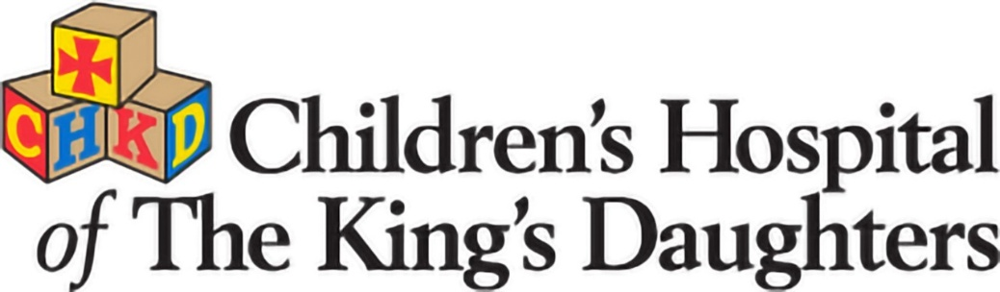 CHKD
Children's Hospital
of The King's Daughters